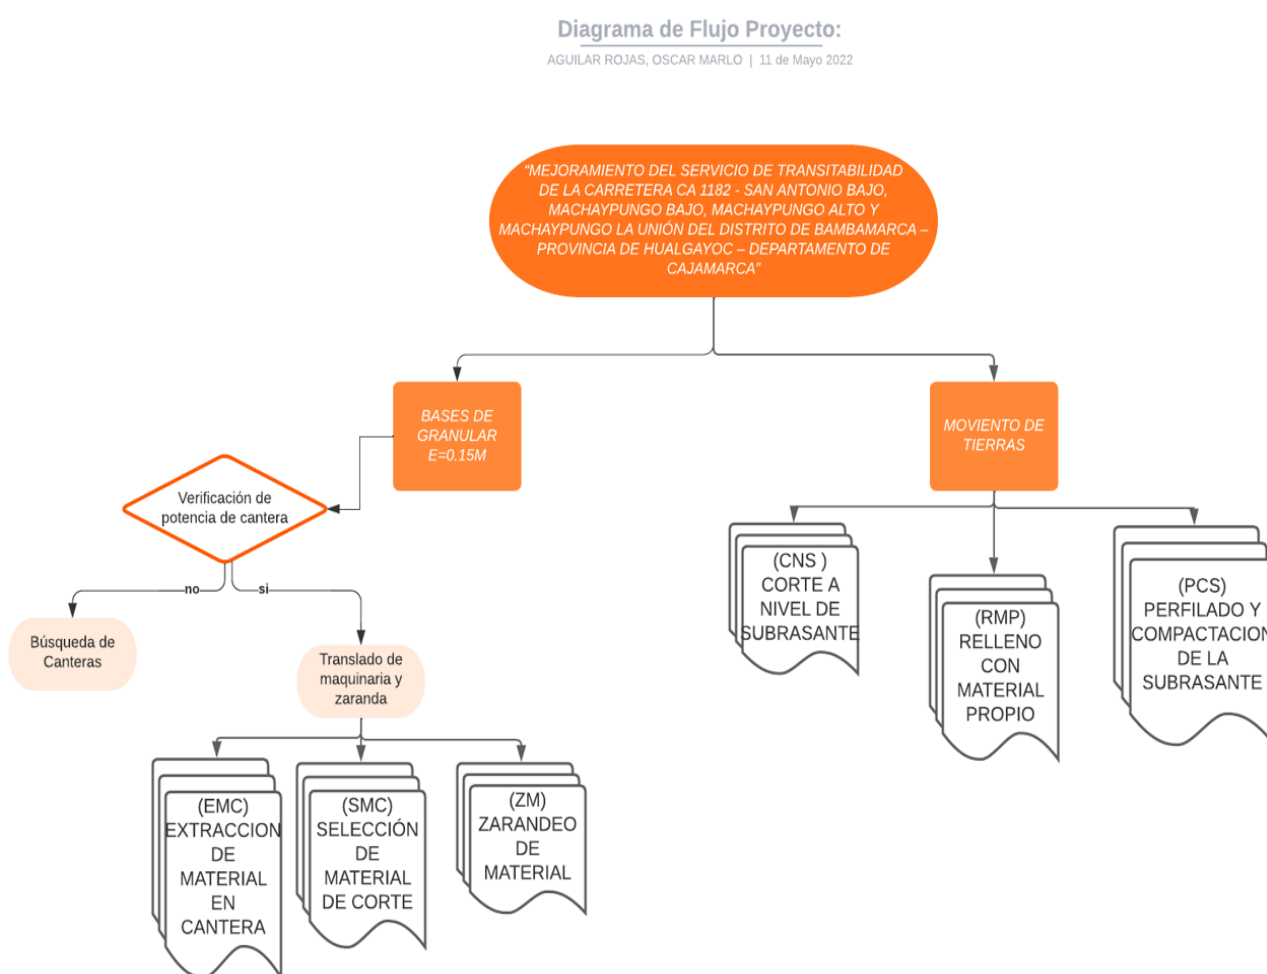 Diagrama de Flujo Proyecto:
AGUILAR ROJAS, OSCAR MARLO | 11 de Mayo 2022
“MEJORAMIENTO DEL SERVICIO DE TRANSITABILIDAD
DE LA CARRETERA CA 1182 - SAN ANTONIO BAJO,
MACHAYPUNGO BAJO, MACHAYPUNGO ALTO Y
MACHAYPUNGO LA UNIÓN DEL DISTRITO DE BAMBAMARCA –
PROVINCIA DE HUALGAYOC – DEPARTAMENTO DE
CAJAMARCA”
BASES DE
GRANULAR
E=0.15M
MOVIENTO DE
TIERRAS
Verificación de
potencia de cantera
no
si
Búsqueda de
Canteras
Translado de
maquinaria y
zaranda
(CNS )
CORTE A
NIVEL DE
SUBRASANTE
(RMP)
RELLENO
CON
MATERIAL
PROPIO
(PCS)
PERFILADO Y
COMPACTACION
DE LA
SUBRASANTE
(EMC)
EXTRACCION
DE
MATERIAL
EN
CANTERA
(SMC)
SELECCIÓN
DE
MATERIAL
DE CORTE
(ZM)
ZARANDEO
DE
MATERIAL